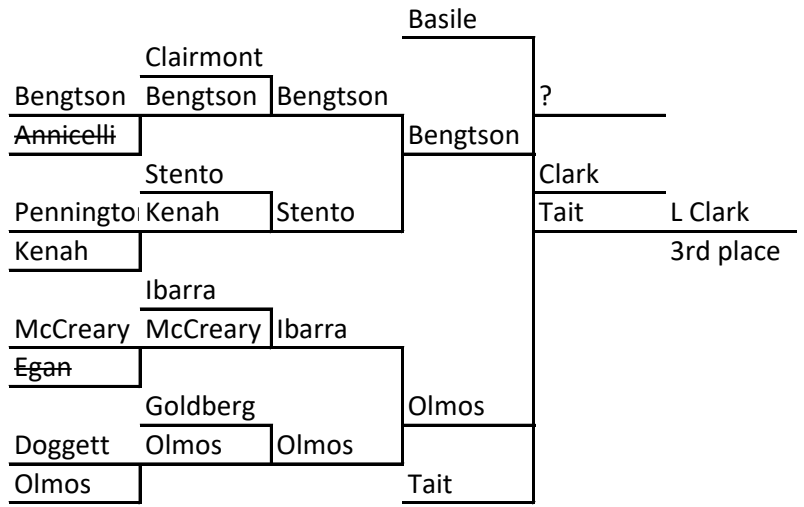 Basile
Clairmont
Bengtson Bengtson Bengtson ?
Annicelli Bengtson
Stento Clark
Penningto Kenah Stento Tait L Clark
Kenah 3rd place
Ibarra
McCreary McCreary Ibarra
Egan
Goldberg Olmos
Doggett Olmos Olmos
Olmos Tait